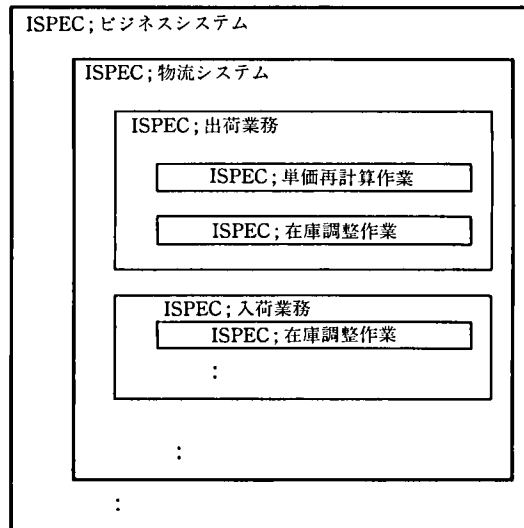 ISPEC;ビジネスシステム
ISPEC;物流システム
ISPEC;出荷業務
ISPEC;単価再計算作業
ISPEC;在庫調整作業
ISPEC;入荷業務
ISPEC;在庫調整作業
:
:
: